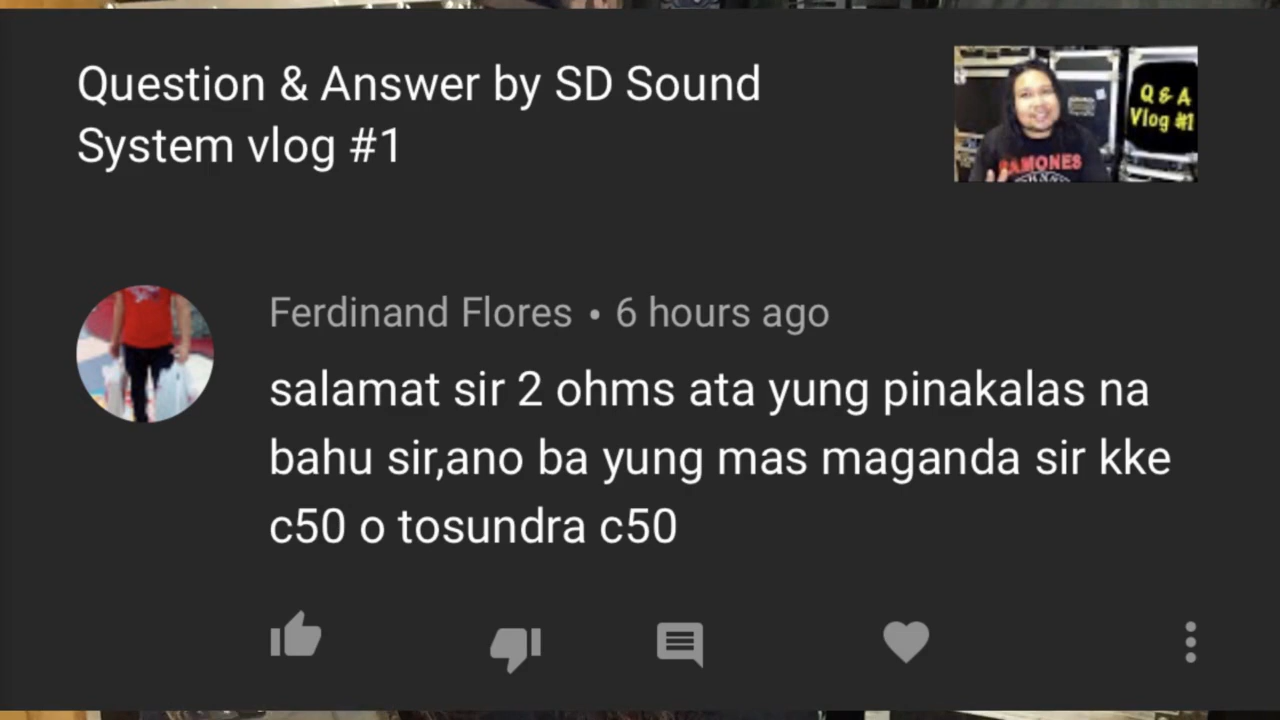 Question & Answer by SD Sound
System vlog #1
Q & A
Vlog #1
RAMONES
Ferdinand Flores • 6 hours ago
salamat sir 2 ohms ata yung pinakalas na
bahu sir,ano ba yung mas maganda sir kke
c50 o tosundra c50